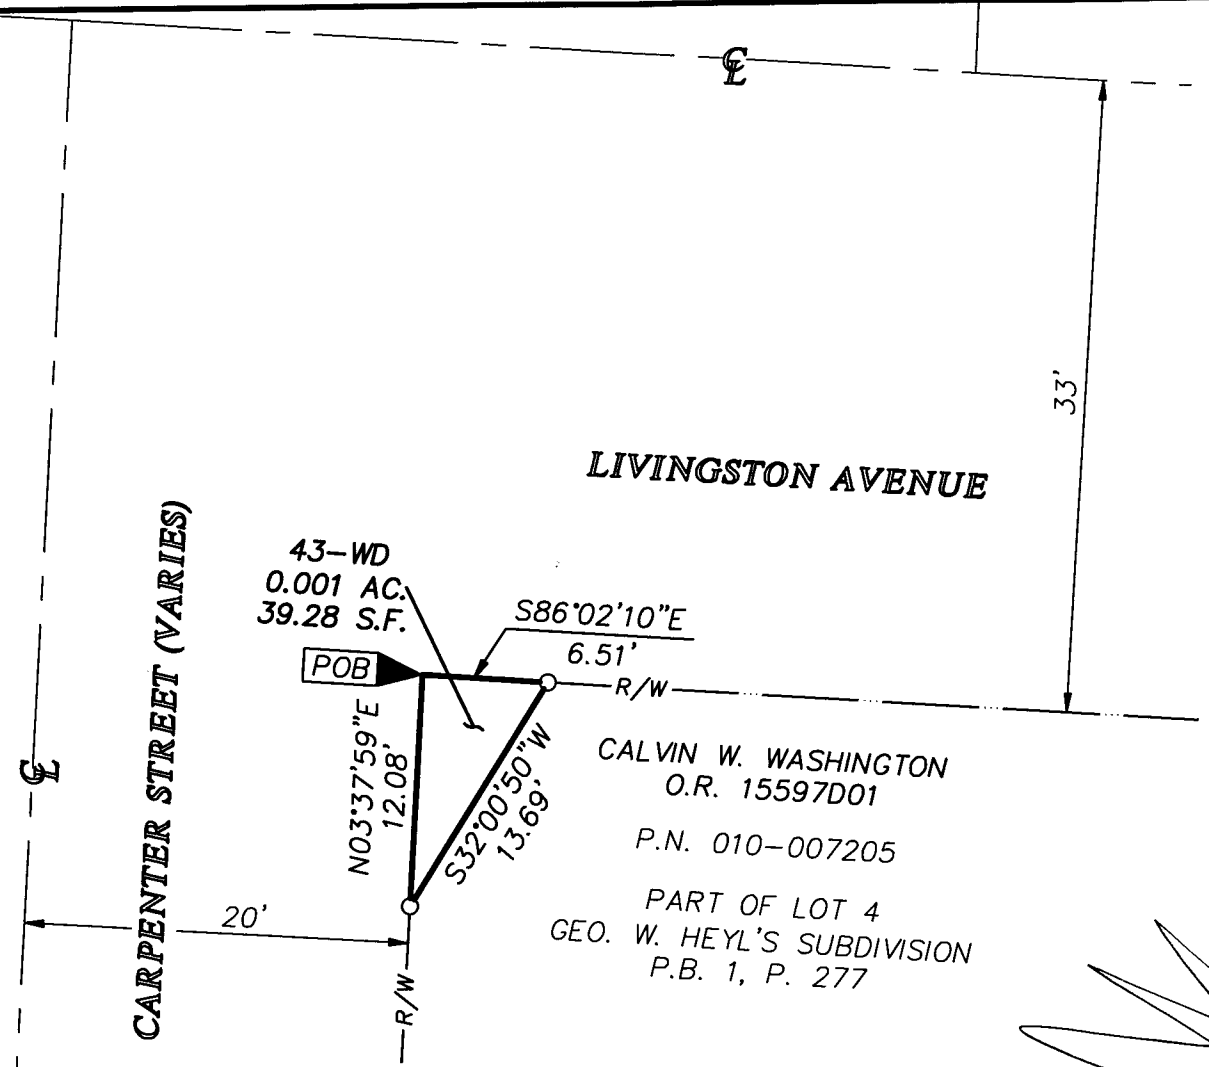 ℄
33'
LIVINGSTON AVENUE
43-WD
0.001 AC.
39.28 S.F.
S86°02'10"E
6.51'
POB
R/W
N03°37'59"E
12.08'
S32°00'50"W
13.69'
CARPENTER STREET (VARIES)
℄
CALVIN W. WASHINGTON
O.R. 15597D01
P.N. 010-007205
PART OF LOT 4
GEO. W. HEYL'S SUBDIVISION
P.B. 1, P. 277
20'
R/W